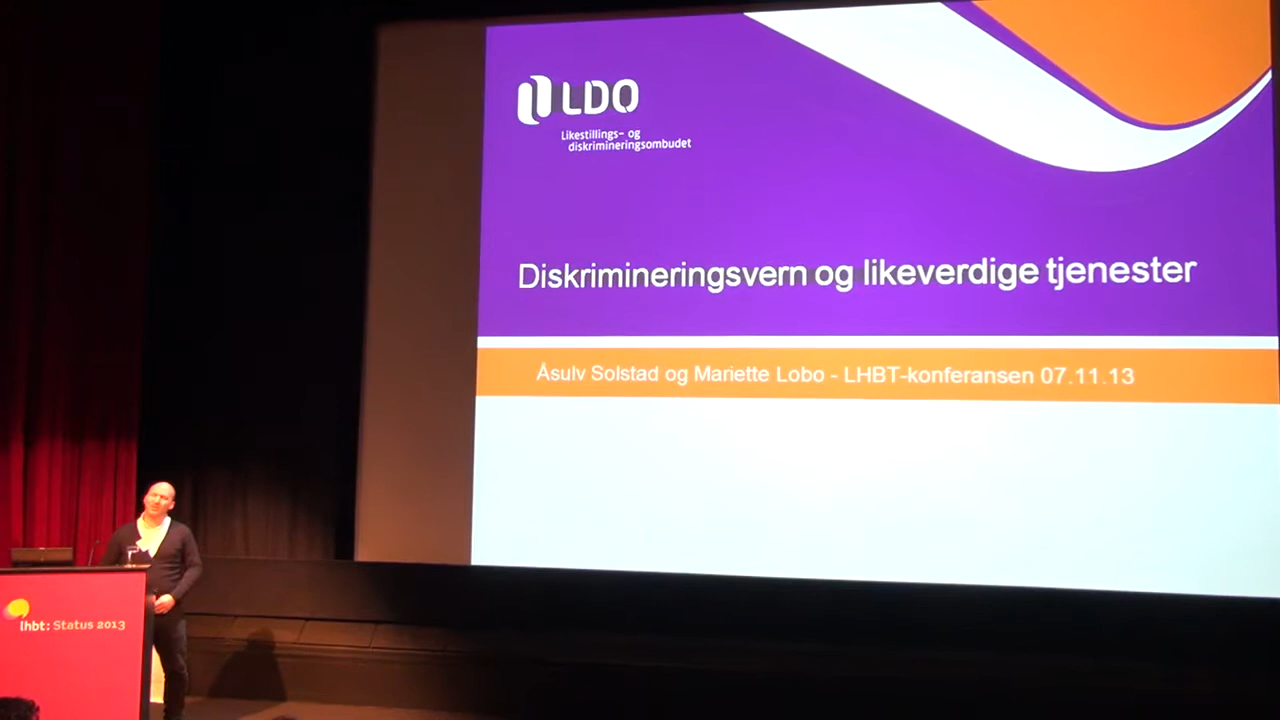 LDO
Likestillings- og
diskrimineringsombudet
Diskrimineringsvern og likeverdige tjenester
Åsulv Solstad og Mariette Lobo - LHBT-konferansen 07.11.13
lhbt: Status 2013